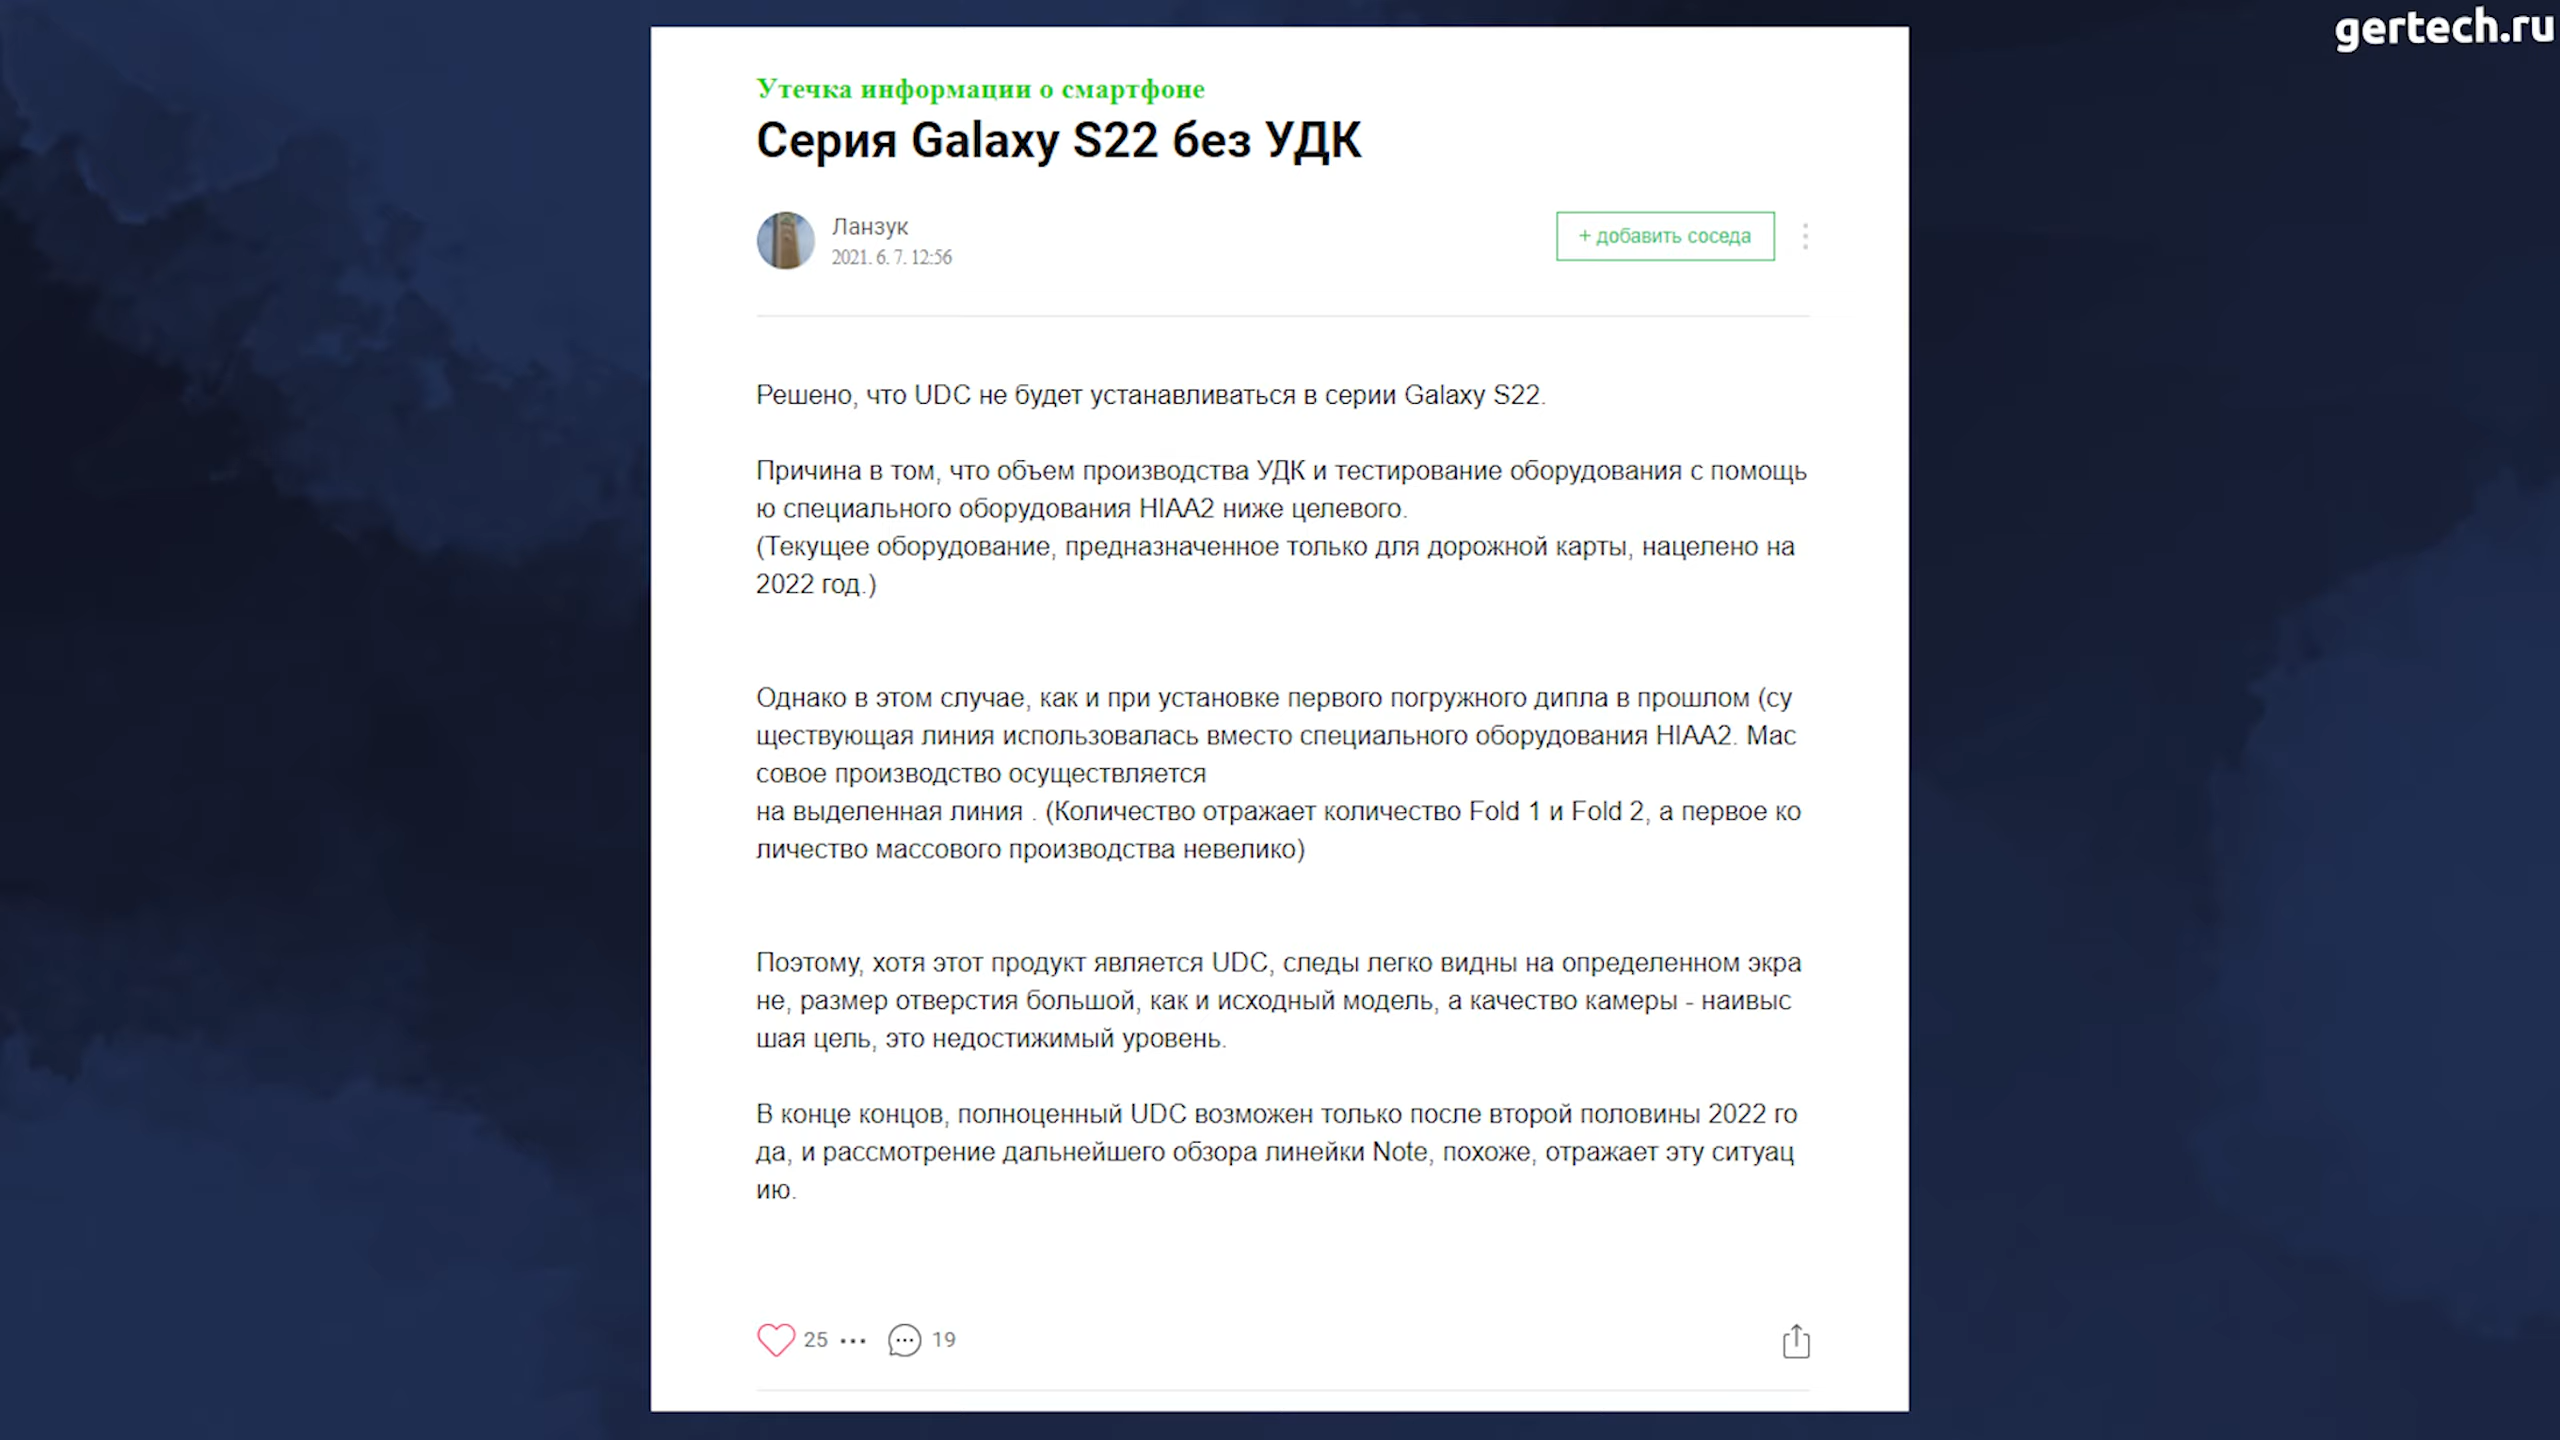 gertech.ru
Утечка информации о смартфоне
Серия Galaxy S22 без УДК
Ланзук
2021. 6. 7. 12:56
+ добавить соседа
Решено, что UDC не будет устанавливаться в серии Galaxy S22.
Причина в том, что объем производства УДК и тестирование оборудования с помощь
ю специального оборудования HIAA2 ниже целевого.
(Текущее оборудование, предназначенное только для дорожной карты, нацелено на
2022 год.)
Однако в этом случае, как и при установке первого погружного дипла в прошлом (су
ществующая линия использовалась вместо специального оборудования HIAA2. Мас
совое производство осуществляется
на выделенная линия . (Количество отражает количество Fold 1 и Fold 2, а первое ко
личество массового производства невелико)
Поэтому, хотя этот продукт является UDC, следы легко видны на определенном экра
не, размер отверстия большой, как и исходный модель, а качество камеры - наивыс
шая цель, это недостижимый уровень.
В конце концов, полноценный UDC возможен только после второй половины 2022 го
да, и рассмотрение дальнейшего обзора линейки Note, похоже, отражает эту ситуац
ию.
25 ••• 19